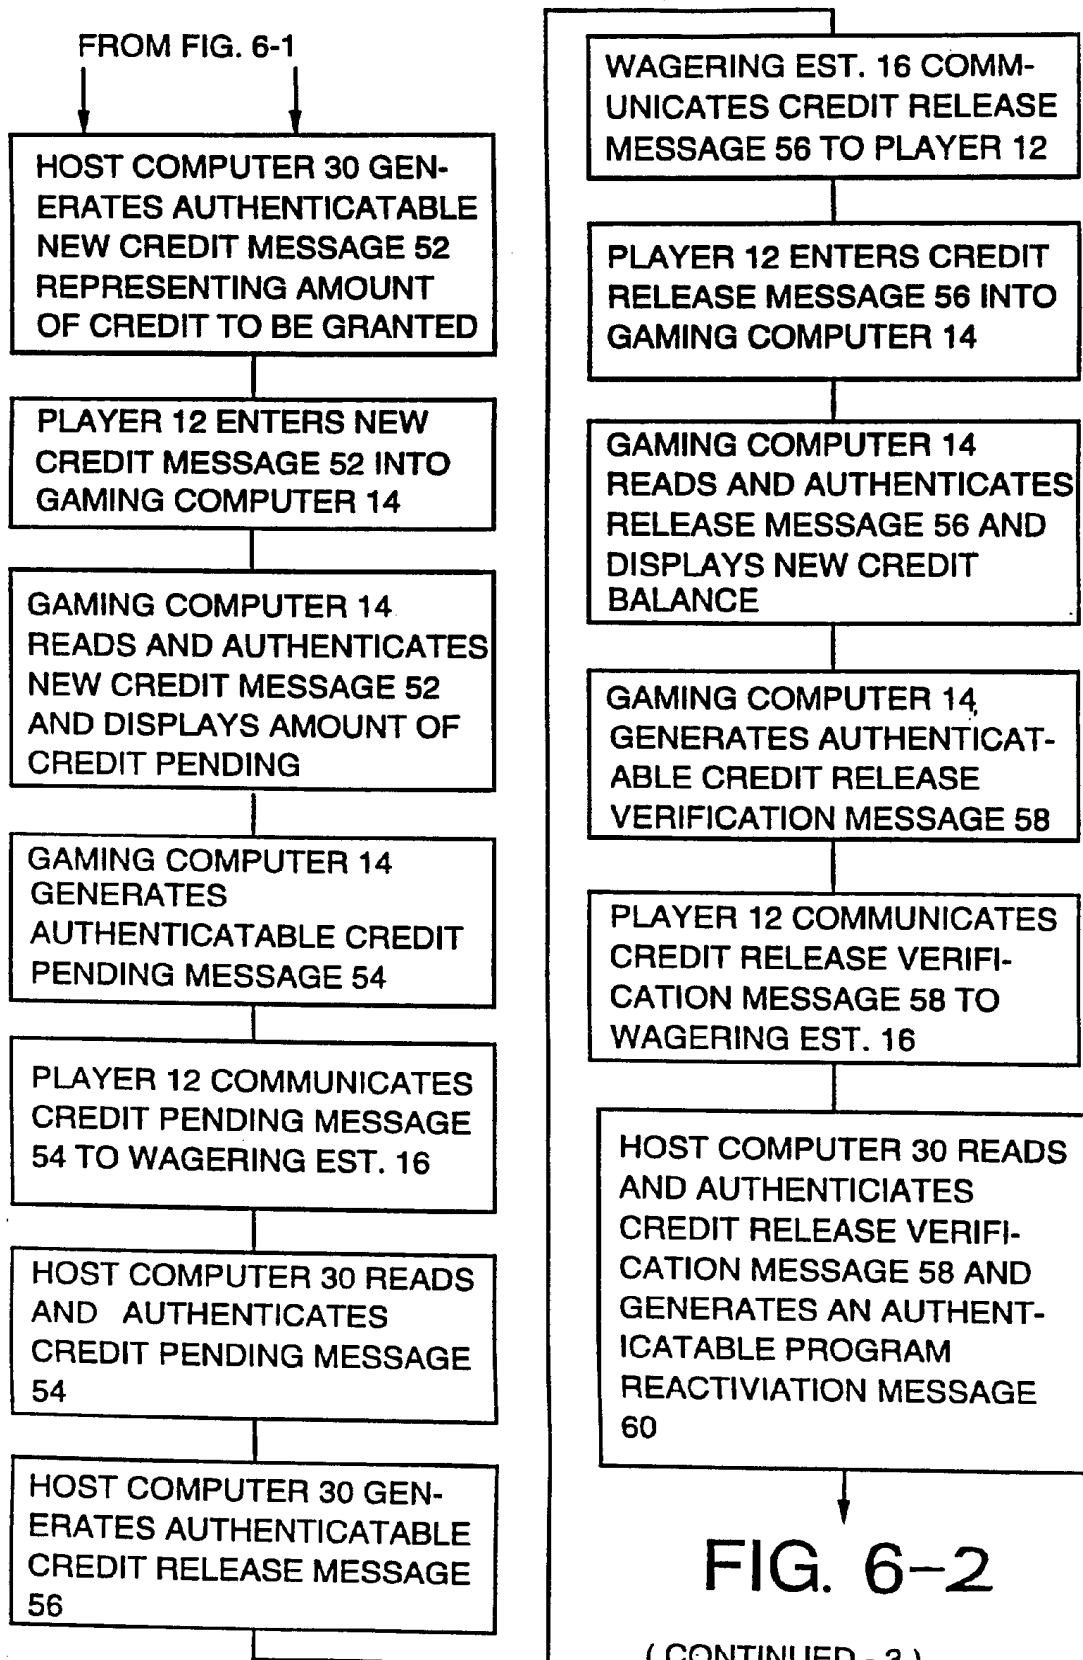 FROM FIG. 6-1
HOST COMPUTER 30 GEN-
ERATES AUTHENTICATABLE
NEW CREDIT MESSAGE 52
REPRESENTING AMOUNT
OF CREDIT TO BE GRANTED
PLAYER 12 ENTERS NEW
CREDIT MESSAGE 52 INTO
GAMING COMPUTER 14
GAMING COMPUTER 14
READS AND AUTHENTICATES
NEW CREDIT MESSAGE 52
AND DISPLAYS AMOUNT OF
CREDIT PENDING
GAMING COMPUTER 14
GENERATES
AUTHENTICATABLE CREDIT
PENDING MESSAGE 54
PLAYER 12 COMMUNICATES
CREDIT PENDING MESSAGE
54 TO WAGERING EST. 16
HOST COMPUTER 30 READS
AND AUTHENTICATES
CREDIT PENDING MESSAGE
54
HOST COMPUTER 30 GEN-
ERATES AUTHENTICATABLE
CREDIT RELEASE MESSAGE
56
WAGERING EST. 16 COMM-
UNICATES CREDIT RELEASE
MESSAGE 56 TO PLAYER 12
PLAYER 12 ENTERS CREDIT
RELEASE MESSAGE 56 INTO
GAMING COMPUTER 14
GAMING COMPUTER 14
READS AND AUTHENTICATES
RELEASE MESSAGE 56 AND
DISPLAYS NEW CREDIT
BALANCE
GAMING COMPUTER 14
GENERATES AUTHENTICAT-
ABLE CREDIT RELEASE
VERIFICATION MESSAGE 58
PLAYER 12 COMMUNICATES
CREDIT RELEASE VERIFI-
CATION MESSAGE 58 TO
WAGERING EST. 16
HOST COMPUTER 30 READS
AND AUTHENTICIATES
CREDIT RELEASE VERIFI-
CATION MESSAGE 58 AND
GENERATES AN AUTHENT-
ICATABLE PROGRAM
REACTIVIATION MESSAGE
60
FIG. 6-2
( CONTINUED - 3 )